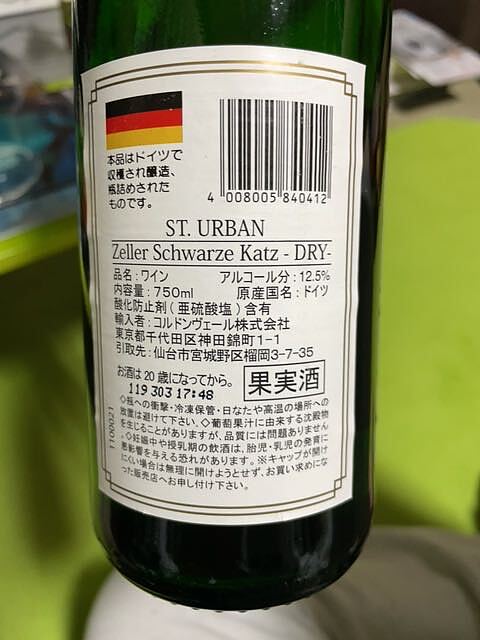 本品はドイツで
収穫され醸造、
瓶詰めされた
ものです。
4 008005 840412
ST. URBAN
Zeller Schwarze Katz - DRY-
品名：ワイン アルコール分：12.5%
内容量：750ml 原産国名：ドイツ
酸化防止剤(亜硫酸塩)含有
輸入者：コルドンヴェール株式会社
東京都千代田区神田錦町1-1
引取先：仙台市宮城野区榴岡3-7-35
お酒は20歳になってから。
果実酒
119 303 17:48
◇瓶への衝撃・冷凍保管・日なたや高温の場所への
放置は避けて下さい。◇葡萄果汁に由来する沈殿物
を生じることがありますが、品質には問題ありません
。◇妊娠中や授乳期の飲酒は、胎児・乳児の発育に
悪影響を与える恐れがあります。※キャップが開け
にくい場合は無理に開けようとせず、お買い求めにな
った販売店へお申し付け下さい。
1100021